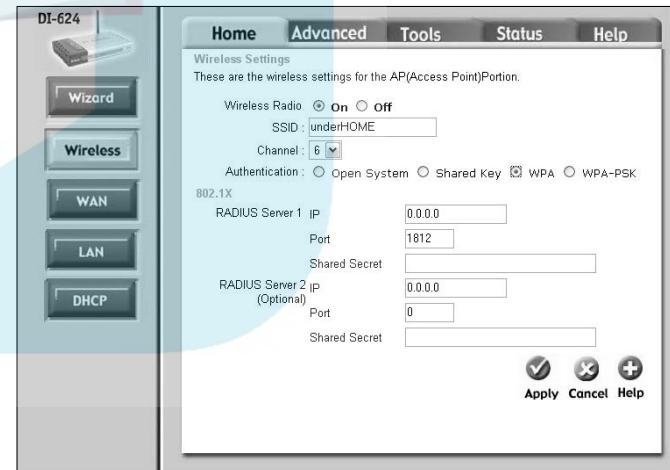 DI-624
Home Advanced Tools Status Help
Wizard
Wireless
WAN
LAN
DHCP
Wireless Settings
These are the wireless settings for the AP(Access Point)Portion.
Wireless Radio On Off
SSID : underHOME
Channel : 6
Authentication : Open System Shared Key WPA WPA-PSK
802.1X
RADIUS Server 1 IP 0.0.0.0
Port 1812
Shared Secret
RADIUS Server 2 IP 0.0.0.0
(Optional)
Port 0
Shared Secret
Apply Cancel Help